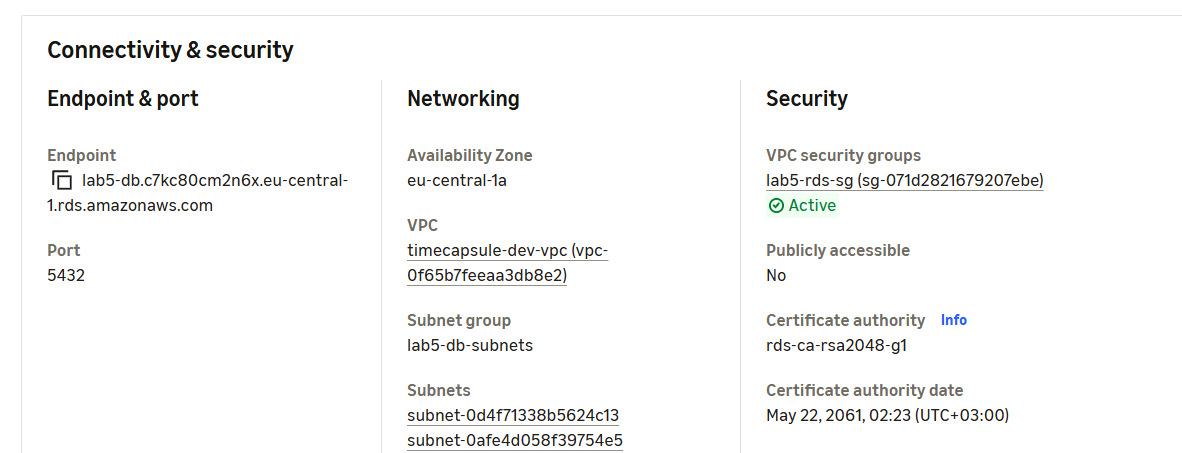 Connectivity & security
Endpoint & port
Endpoint
lab5-db.c7kc80cm2n6x.eu-central-
1.rds.amazonaws.com
Port
5432
Networking
Availability Zone
eu-central-1a
VPC
timecapsule-dev-vpc (vpc-
0f65b7feeaa3db8e2)
Subnet group
lab5-db-subnets
Subnets
subnet-0d4f71338b5624c13
subnet-0afe4d058f39754e5
Security
VPC security groups
lab5-rds-sg (sg-071d2821679207ebe)
Active
Publicly accessible
No
Certificate authority Info
rds-ca-rsa2048-g1
Certificate authority date
May 22, 2061, 02:23 (UTC+03:00)